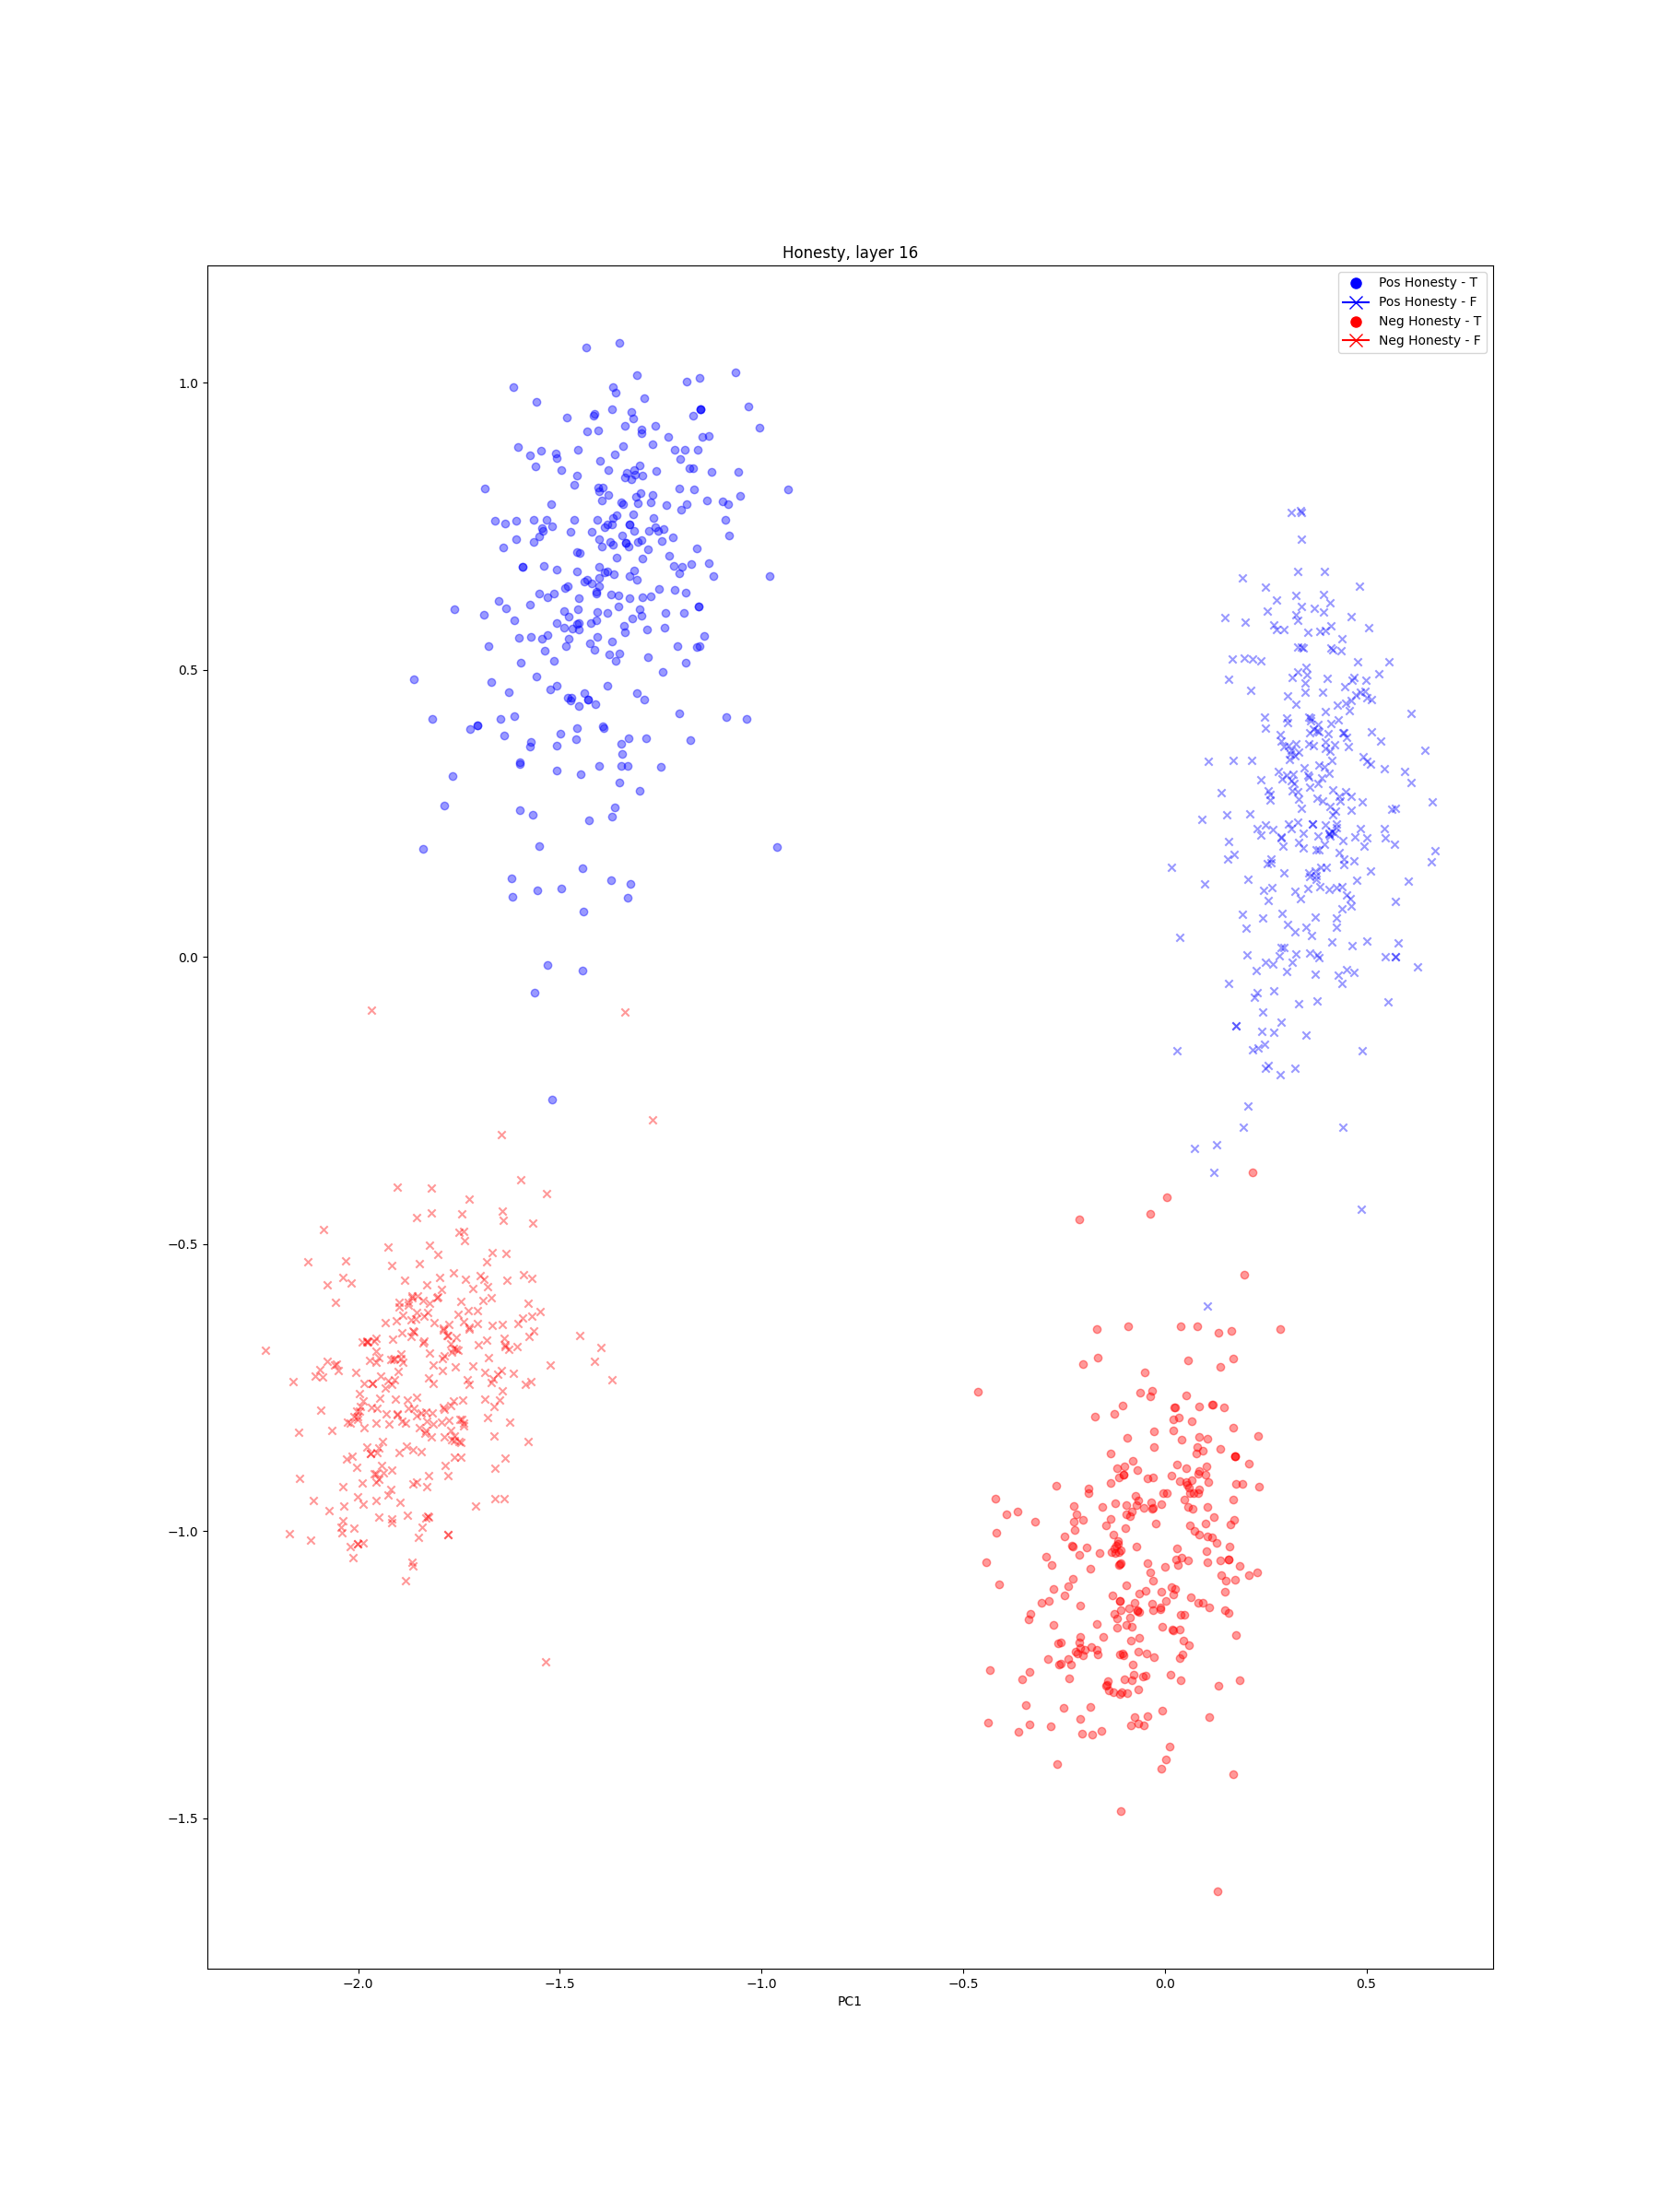 Honesty, layer 16
Pos Honesty - T
Pos Honesty - F
Neg Honesty - T
Neg Honesty - F
1.0
0.5
0.0
−0.5
−1.0
−1.5
−2.0 −1.5 −1.0 −0.5 0.0 0.5
PC1